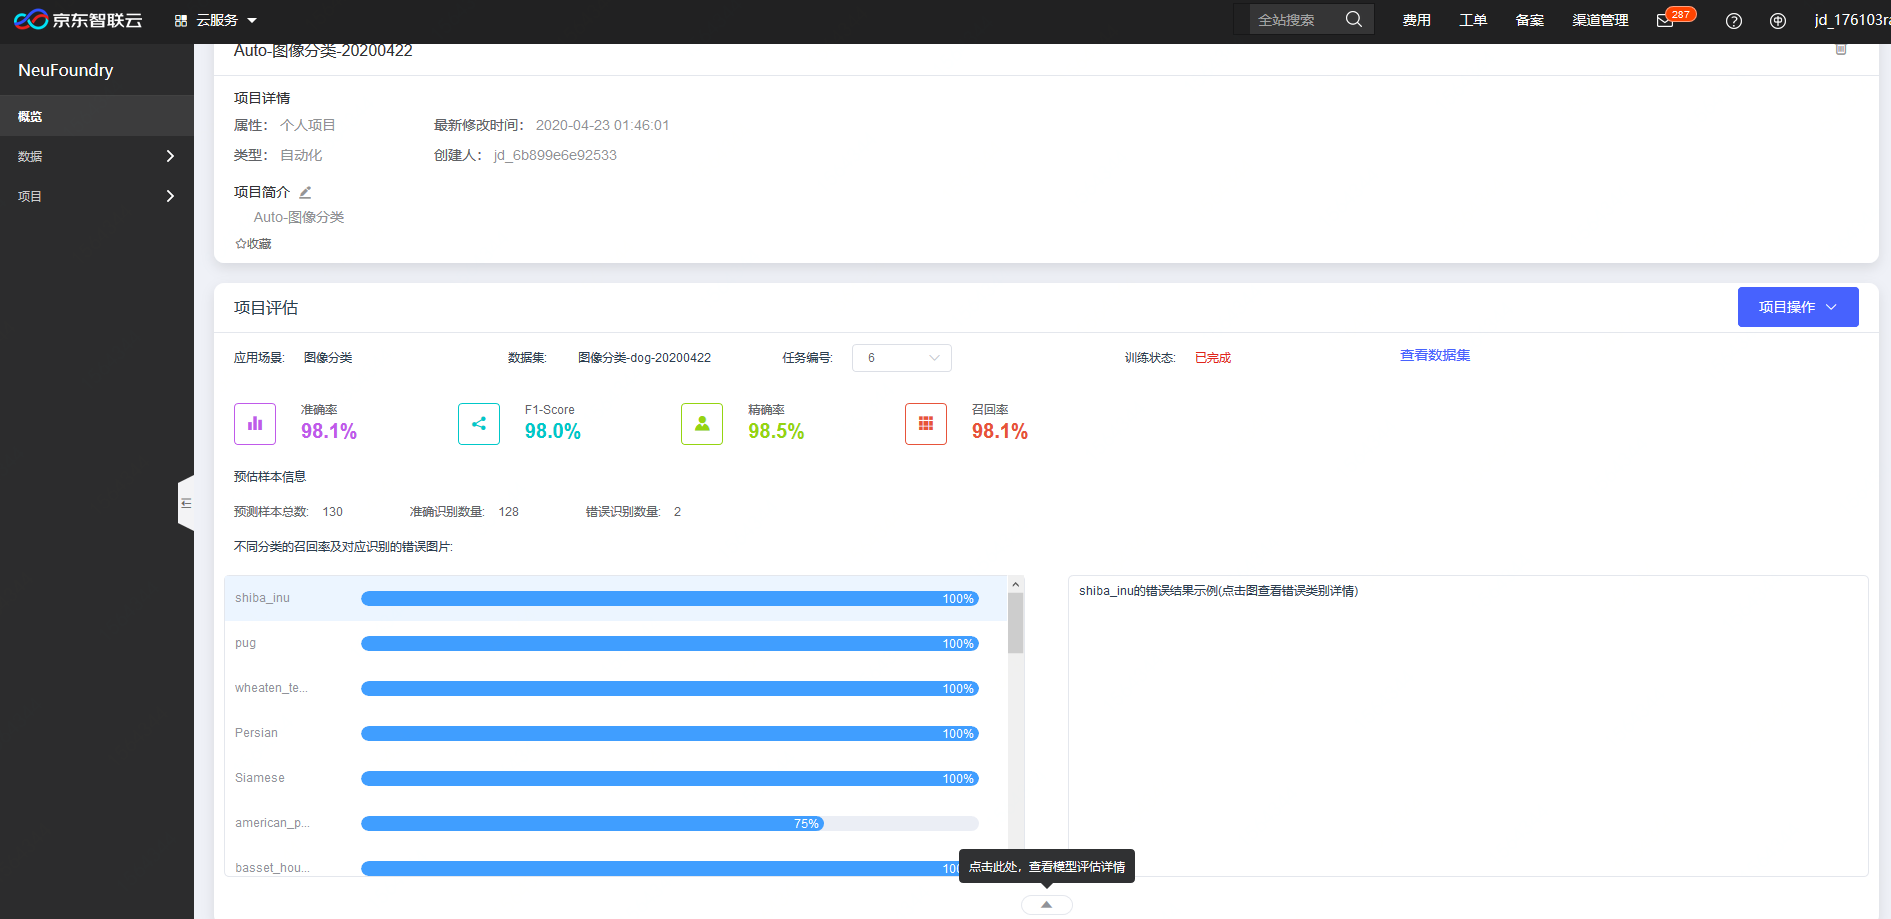 京东智联云 云服务 全站搜索 费用 工单 备案 渠道管理 287 jd_176103ra
NeuFoundry
概览
数据
项目
Auto-图像分类-20200422
项目详情
属性： 个人项目 最新修改时间： 2020-04-23 01:46:01
类型： 自动化 创建人： jd_6b899e6e92533
项目简介
Auto-图像分类
收藏
项目评估 项目操作
应用场景: 图像分类 数据集: 图像分类-dog-20200422 任务编号: 6 训练状态: 已完成 查看数据集
准确率 F1-Score 精确率 召回率
98.1% 98.0% 98.5% 98.1%
预估样本信息
预测样本总数: 130 准确识别数量: 128 错误识别数量: 2
不同分类的召回率及对应识别的错误图片:
shiba_inu 100% shiba_inu的错误结果示例(点击图查看错误类别详情)
pug 100%
wheaten_te... 100%
Persian 100%
Siamese 100%
american_p... 75%
basset_hou... 100
点击此处，查看模型评估详情